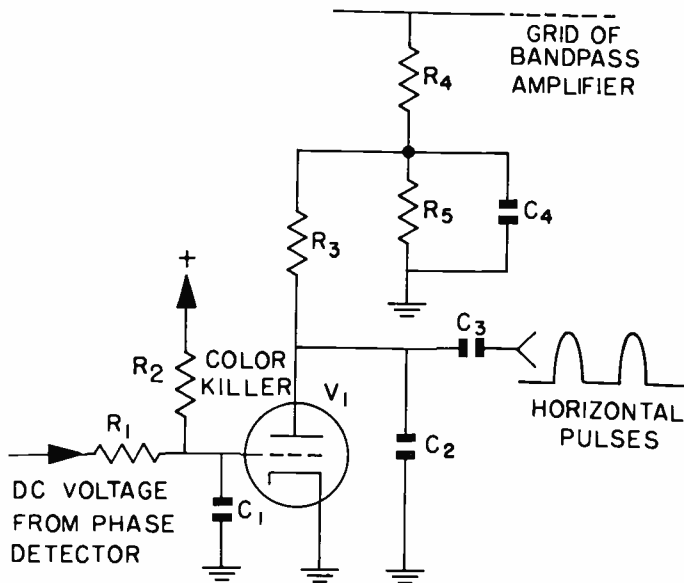 GRID OF
BANDPASS
AMPLIFIER
R4
R5
C4
R3
+
C3
R2
COLOR
KILLER
V1
R1
C2
HORIZONTAL
PULSES
DC VOLTAGE
FROM PHASE
DETECTOR
C1